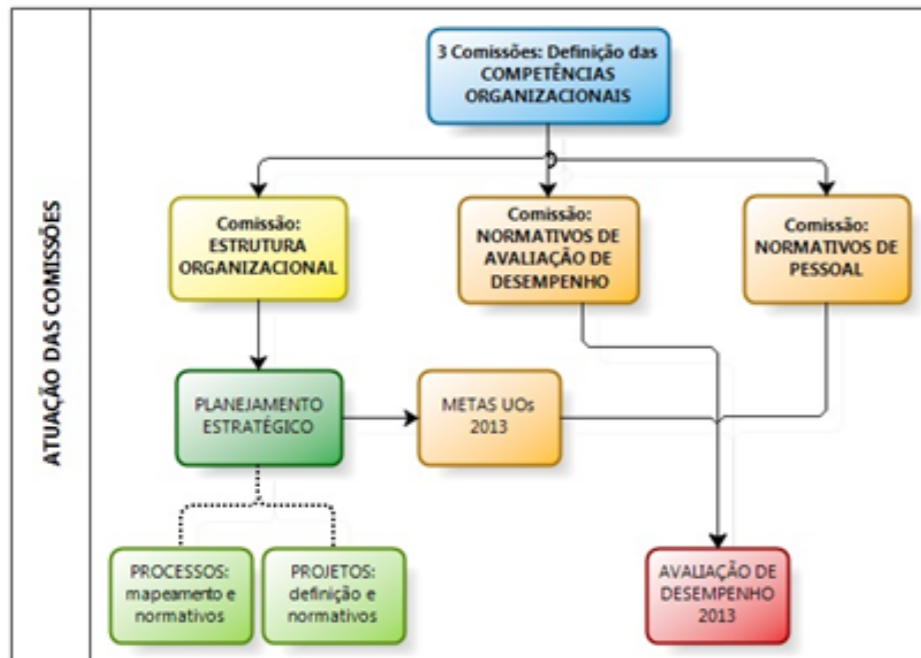 ATUAÇÃO DAS COMISSÕES
3 Comissões: Definição das
COMPETÊNCIAS
ORGANIZACIONAIS
Comissão:
ESTRUTURA
ORGANIZACIONAL
Comissão:
NORMATIVOS DE
AVALIAÇÃO DE
DESEMPENHO
Comissão:
NORMATIVOS DE
PESSOAL
PLANEJAMENTO
ESTRATÉGICO
METAS UOs
2013
PROCESSOS:
mapeamento e
normativos
PROJETOS:
definição e
normativos
AVALIAÇÃO DE
DESEMPENHO
2013